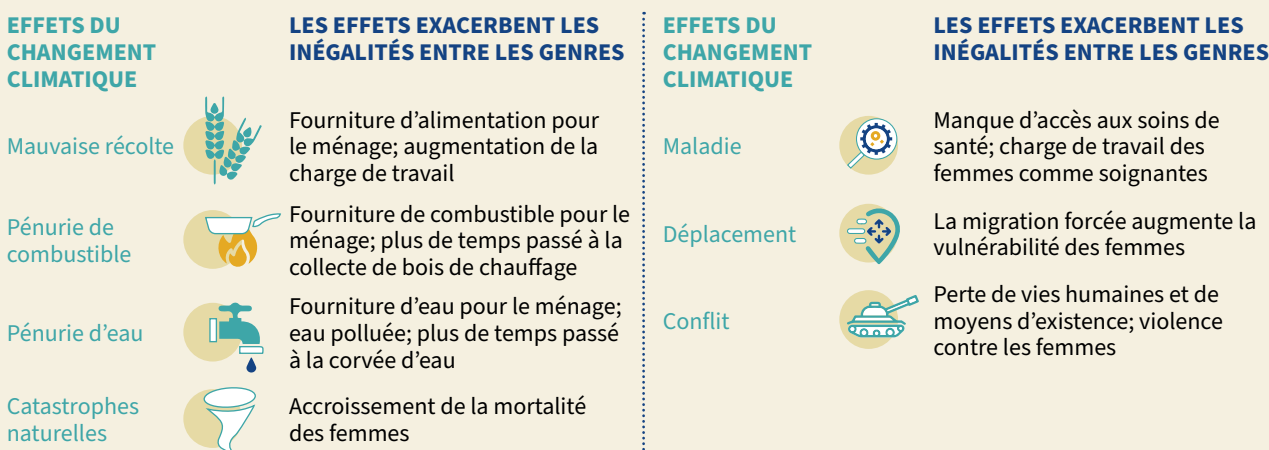 EFFETS DU
CHANGEMENT
CLIMATIQUE
LES EFFETS EXACERBENT LES
INÉGALITÉS ENTRE LES GENRES
Mauvaise récolte
Fourniture d’alimentation pour
le ménage; augmentation de la
charge de travail
Pénurie de
combustible
Fourniture de combustible pour le
ménage; plus de temps passé à la
collecte de bois de chauffage
Pénurie d’eau
Fourniture d’eau pour le ménage;
eau polluée; plus de temps passé
à la corvée d’eau
Catastrophes
naturelles
Accroissement de la mortalité
des femmes
EFFETS DU
CHANGEMENT
CLIMATIQUE
LES EFFETS EXACERBENT LES
INÉGALITÉS ENTRE LES GENRES
Maladie
Manque d’accès aux soins de
santé; charge de travail des
femmes comme soignantes
Déplacement
La migration forcée augmente la
vulnérabilité des femmes
Conflit
Perte de vies humaines et de
moyens d’existence; violence
contre les femmes